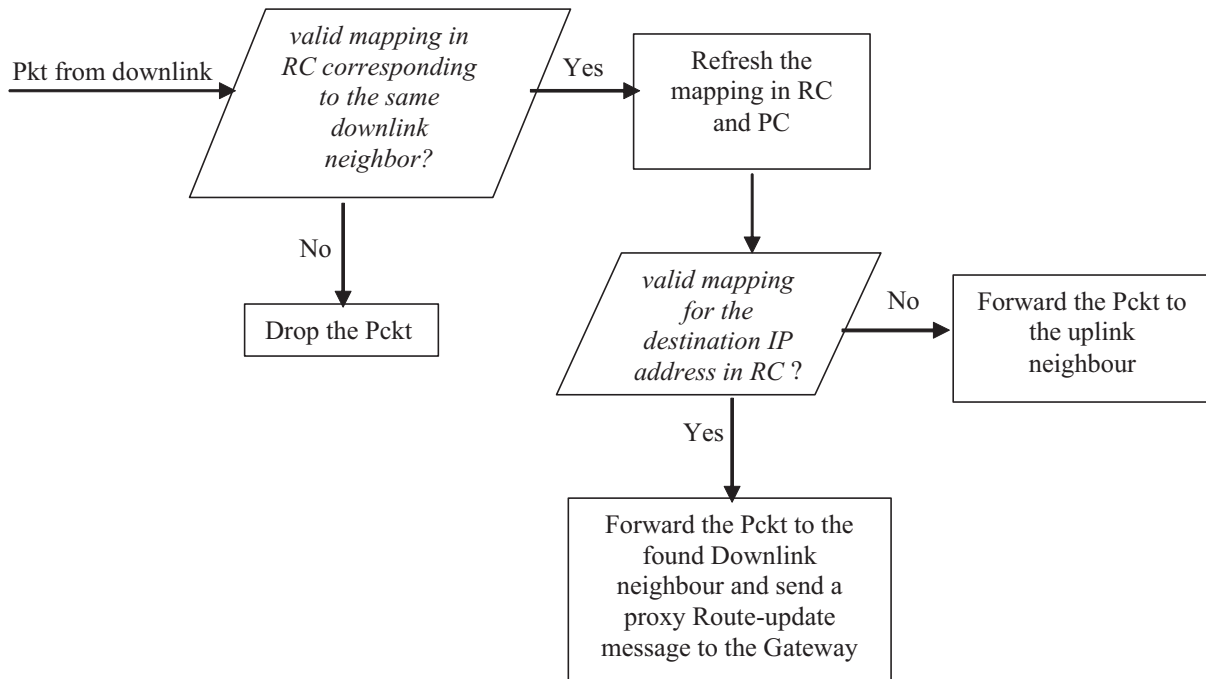 Pkt from downlink
valid mapping in
RC corresponding
to the same
downlink
neighbor?
Yes
Refresh the
mapping in RC
and PC
No
Drop the Pckt
valid mapping
for the
destination IP
address in RC ?
No
Forward the Pckt to
the uplink
neighbour
Yes
Forward the Pckt to the
found Downlink
neighbour and send a
proxy Route-update
message to the Gateway